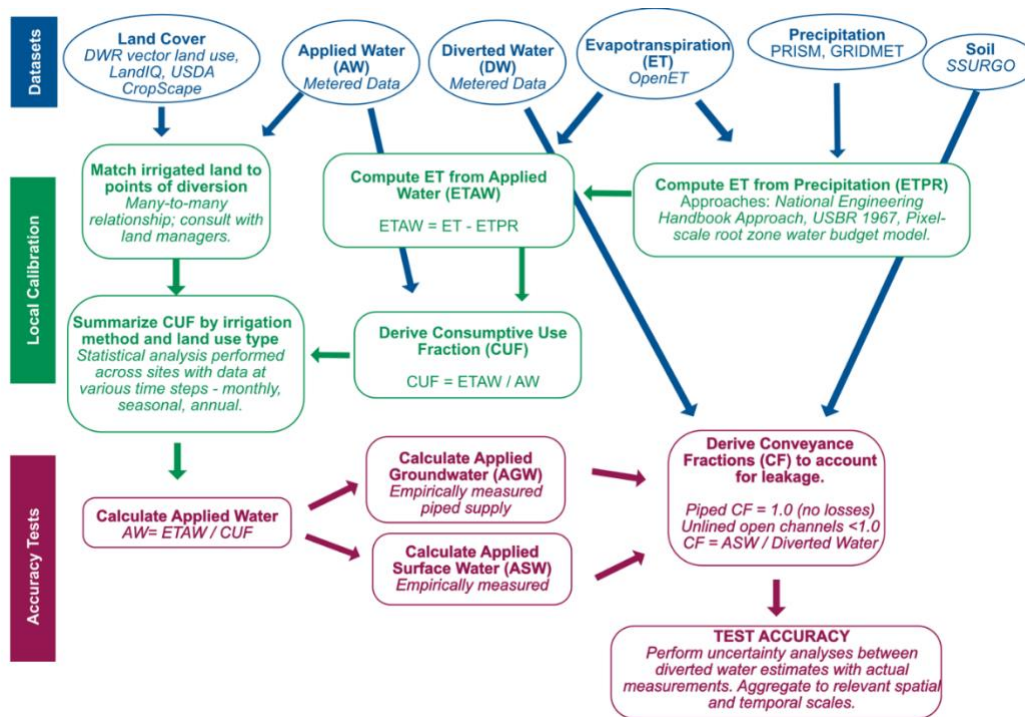 Datasets
Land Cover
DWR vector land use,
LandIQ, USDA
CropScape
Applied Water
(AW)
Metered Data
Diverted Water
(DW)
Metered Data
Evapotranspiration
(ET)
OpenET
Precipitation
PRISM, GRIDMET
Soil
SSURGO
Local Calibration
Match irrigated land to
points of diversion
Many-to-many
relationship; consult with
land managers.
Compute ET from Applied
Water (ETAW)
ETAW = ET - ETPR
Compute ET from Precipitation (ETPR)
Approaches: National Engineering
Handbook Approach, USBR 1967, Pixel-
scale root zone water budget model.
Summarize CUF by irrigation
method and land use type
Statistical analysis performed
across sites with data at
various time steps - monthly,
seasonal, annual.
Derive Consumptive Use
Fraction (CUF)
CUF = ETAW / AW
Accuracy Tests
Calculate Applied Water
AW= ETAW / CUF
Calculate Applied
Groundwater (AGW)
Empirically measured
piped supply
Calculate Applied
Surface Water (ASW)
Empirically measured
Derive Conveyance
Fractions (CF) to account
for leakage.
Piped CF = 1.0 (no losses)
Unlined open channels <1.0
CF = ASW / Diverted Water
TEST ACCURACY
Perform uncertainty analyses between
diverted water estimates with actual
measurements. Aggregate to relevant spatial
and temporal scales.